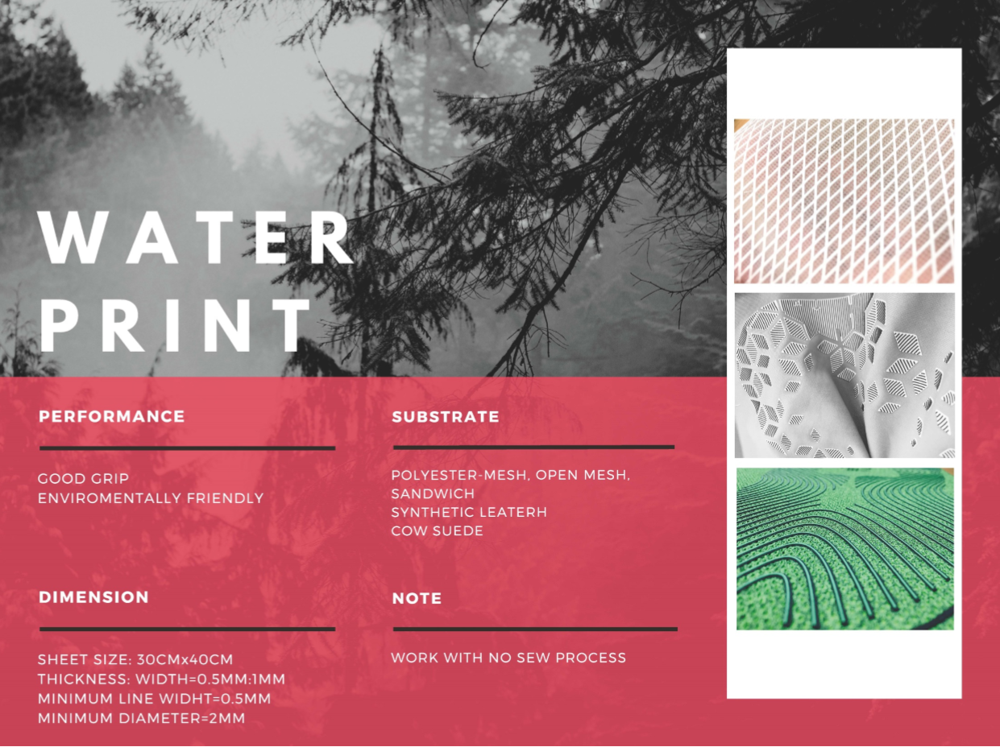 WATER
PRINT
PERFORMANCE
GOOD GRIP
ENVIROMENTALLY FRIENDLY
SUBSTRATE
POLYESTER-MESH, OPEN MESH,
SANDWICH
SYNTHETIC LEATERH
COW SUEDE
DIMENSION
SHEET SIZE: 30CMx40CM
THICKNESS: WIDTH=0.5MM:1MM
MINIMUM LINE WIDHT=0.5MM
MINIMUM DIAMETER=2MM
NOTE
WORK WITH NO SEW PROCESS